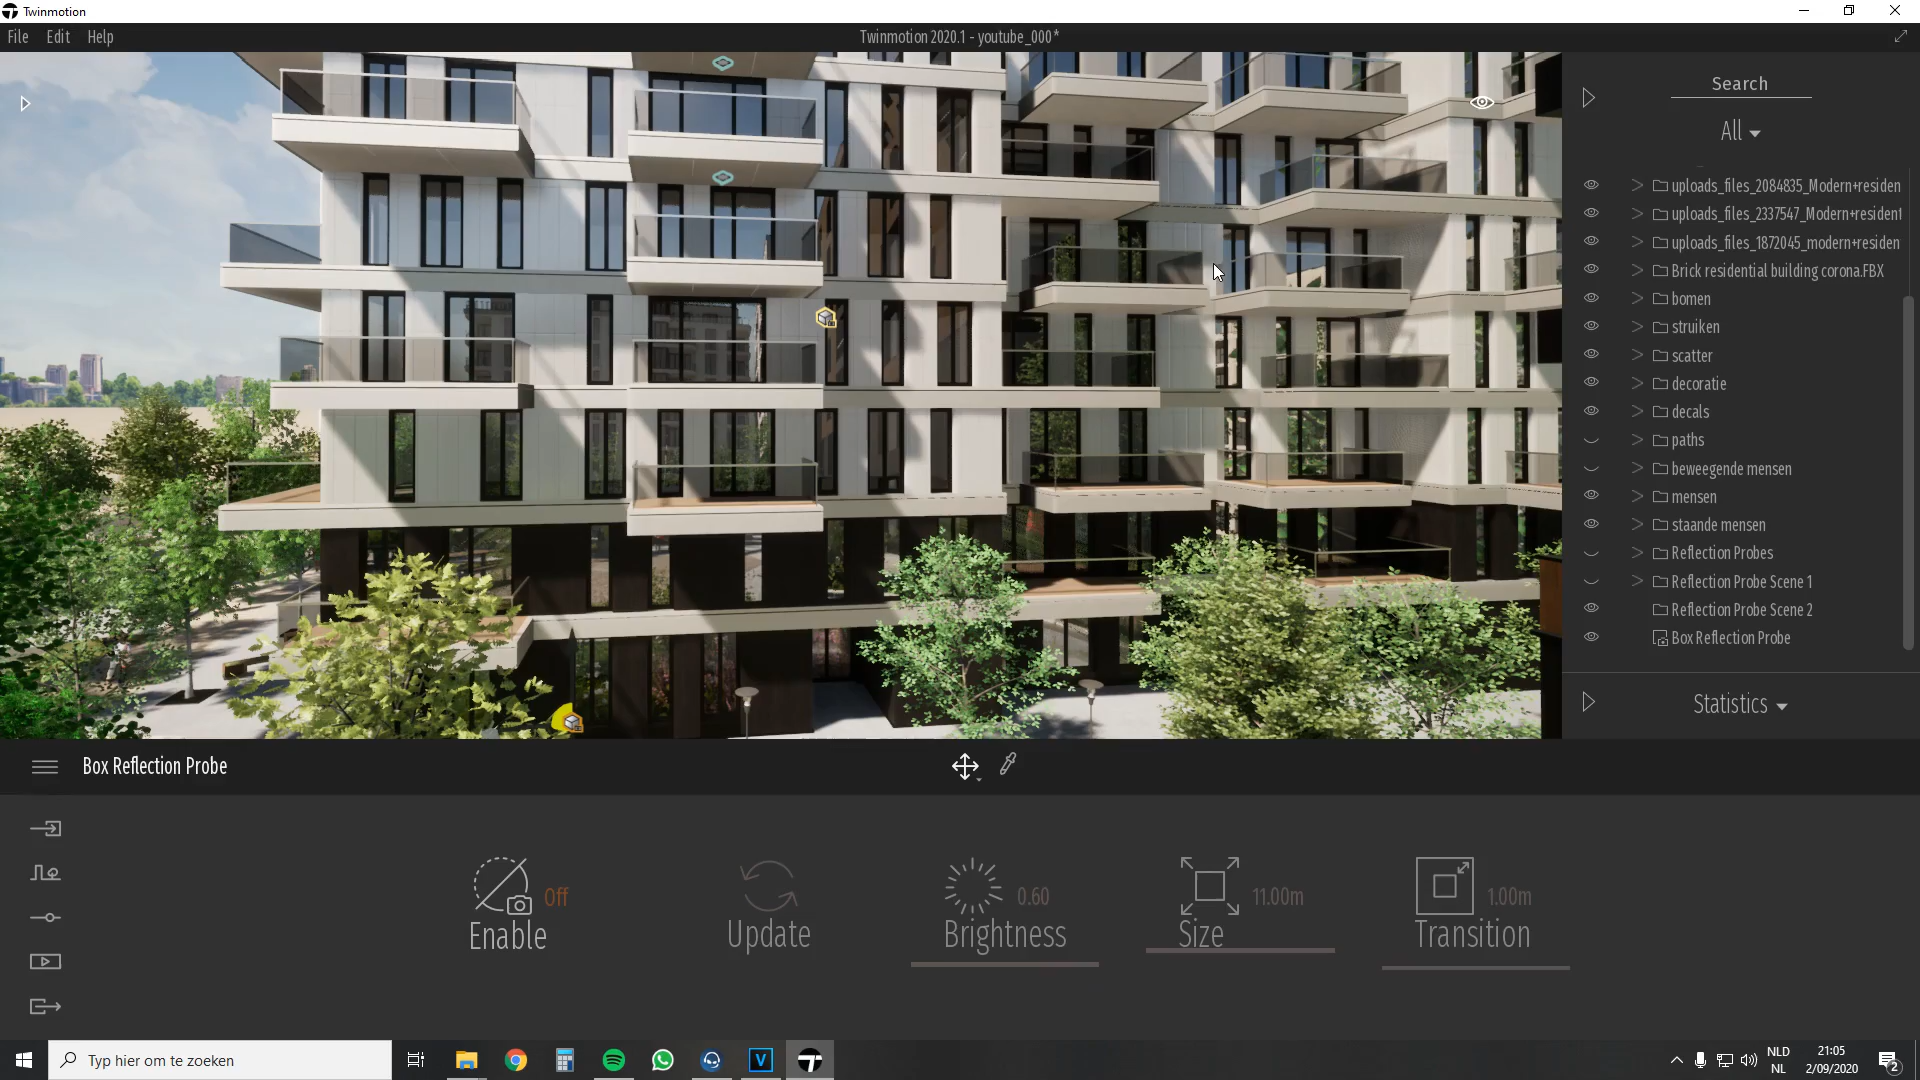 Twinmotion
File Edit Help
Twinmotion 2020.1 - youtube_000*
Search
All
uploads_files_2084835_Modern+residen
uploads_files_2337547_Modern+resident
uploads_files_1872045_modern+residen
Brick residential building corona.FBX
bomen
struiken
scatter
decoratie
decals
paths
beweegende mensen
mensen
staande mensen
Reflection Probes
Reflection Probe Scene 1
Reflection Probe Scene 2
Box Reflection Probe
Statistics
Box Reflection Probe
Off
Enable
Update
0.60
Brightness
11.00m
Size
1.00m
Transition
Typ hier om te zoeken
V
NLD
NL
21:05
2/09/2020
2